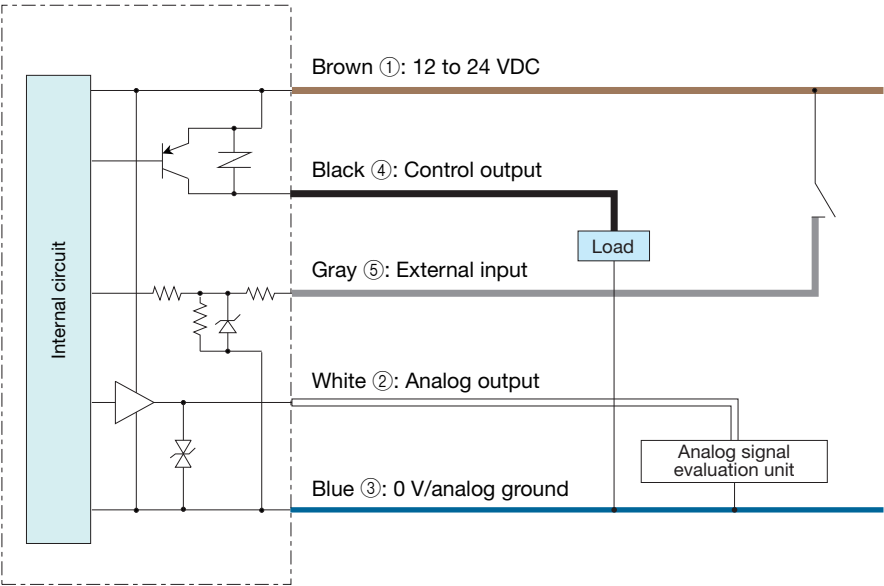 Brown ①: 12 to 24 VDC
Black ④: Control output
Load
Gray ⑤: External input
Internal circuit
White ②: Analog output
Analog signal
evaluation unit
Blue ③: 0 V/analog ground